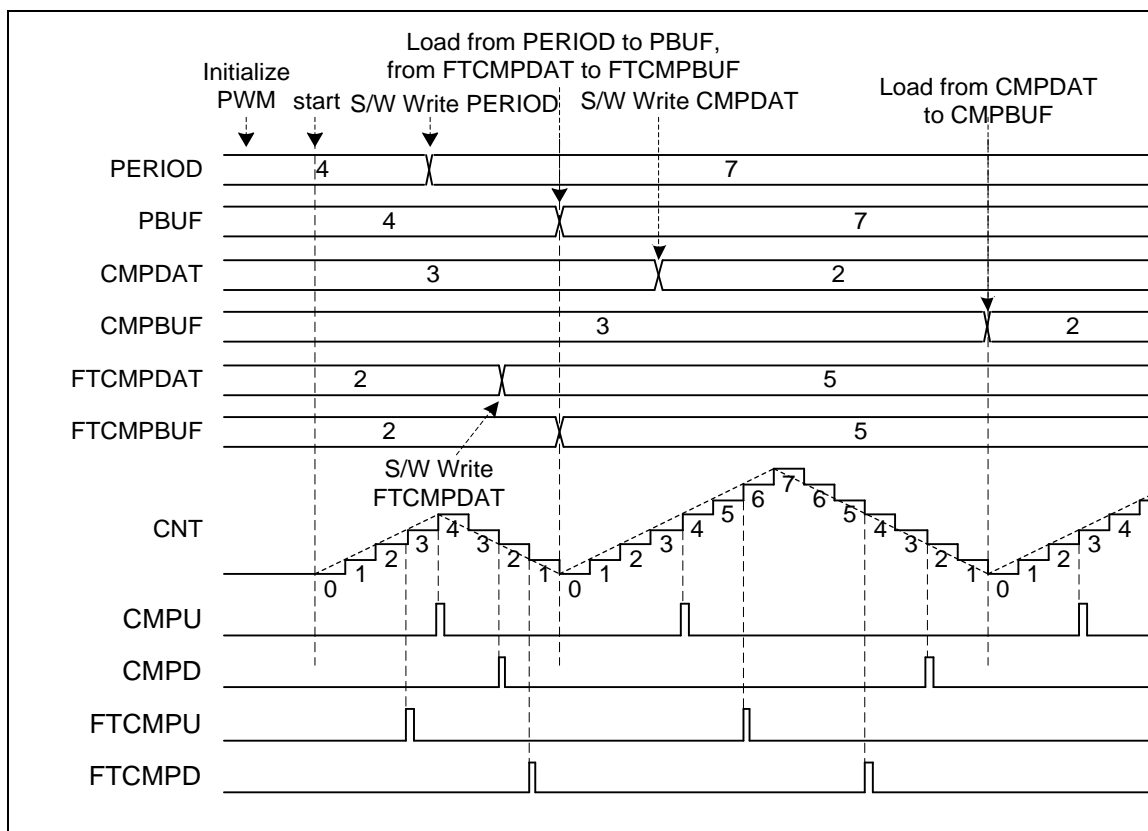 Load from PERIOD to PBUF,
from FTCMPDAT to FTCMPBUF
Initialize
PWM
start
S/W Write PERIOD
S/W Write CMPDAT
Load from CMPDAT
to CMPBUF
PERIOD 4 7
PBUF 4 7
CMPDAT 3 2
CMPBUF 3 2
FTCMPDAT 2 5
FTCMPBUF 2 5
S/W Write
FTCMPDAT
CNT 0 1 2 3 4 3 2 1 0 1 2 3 4 5 6 7 6 5 4 3 2 1 0 1 2 3 4
CMPU
CMPD
FTCMPU
FTCMPD